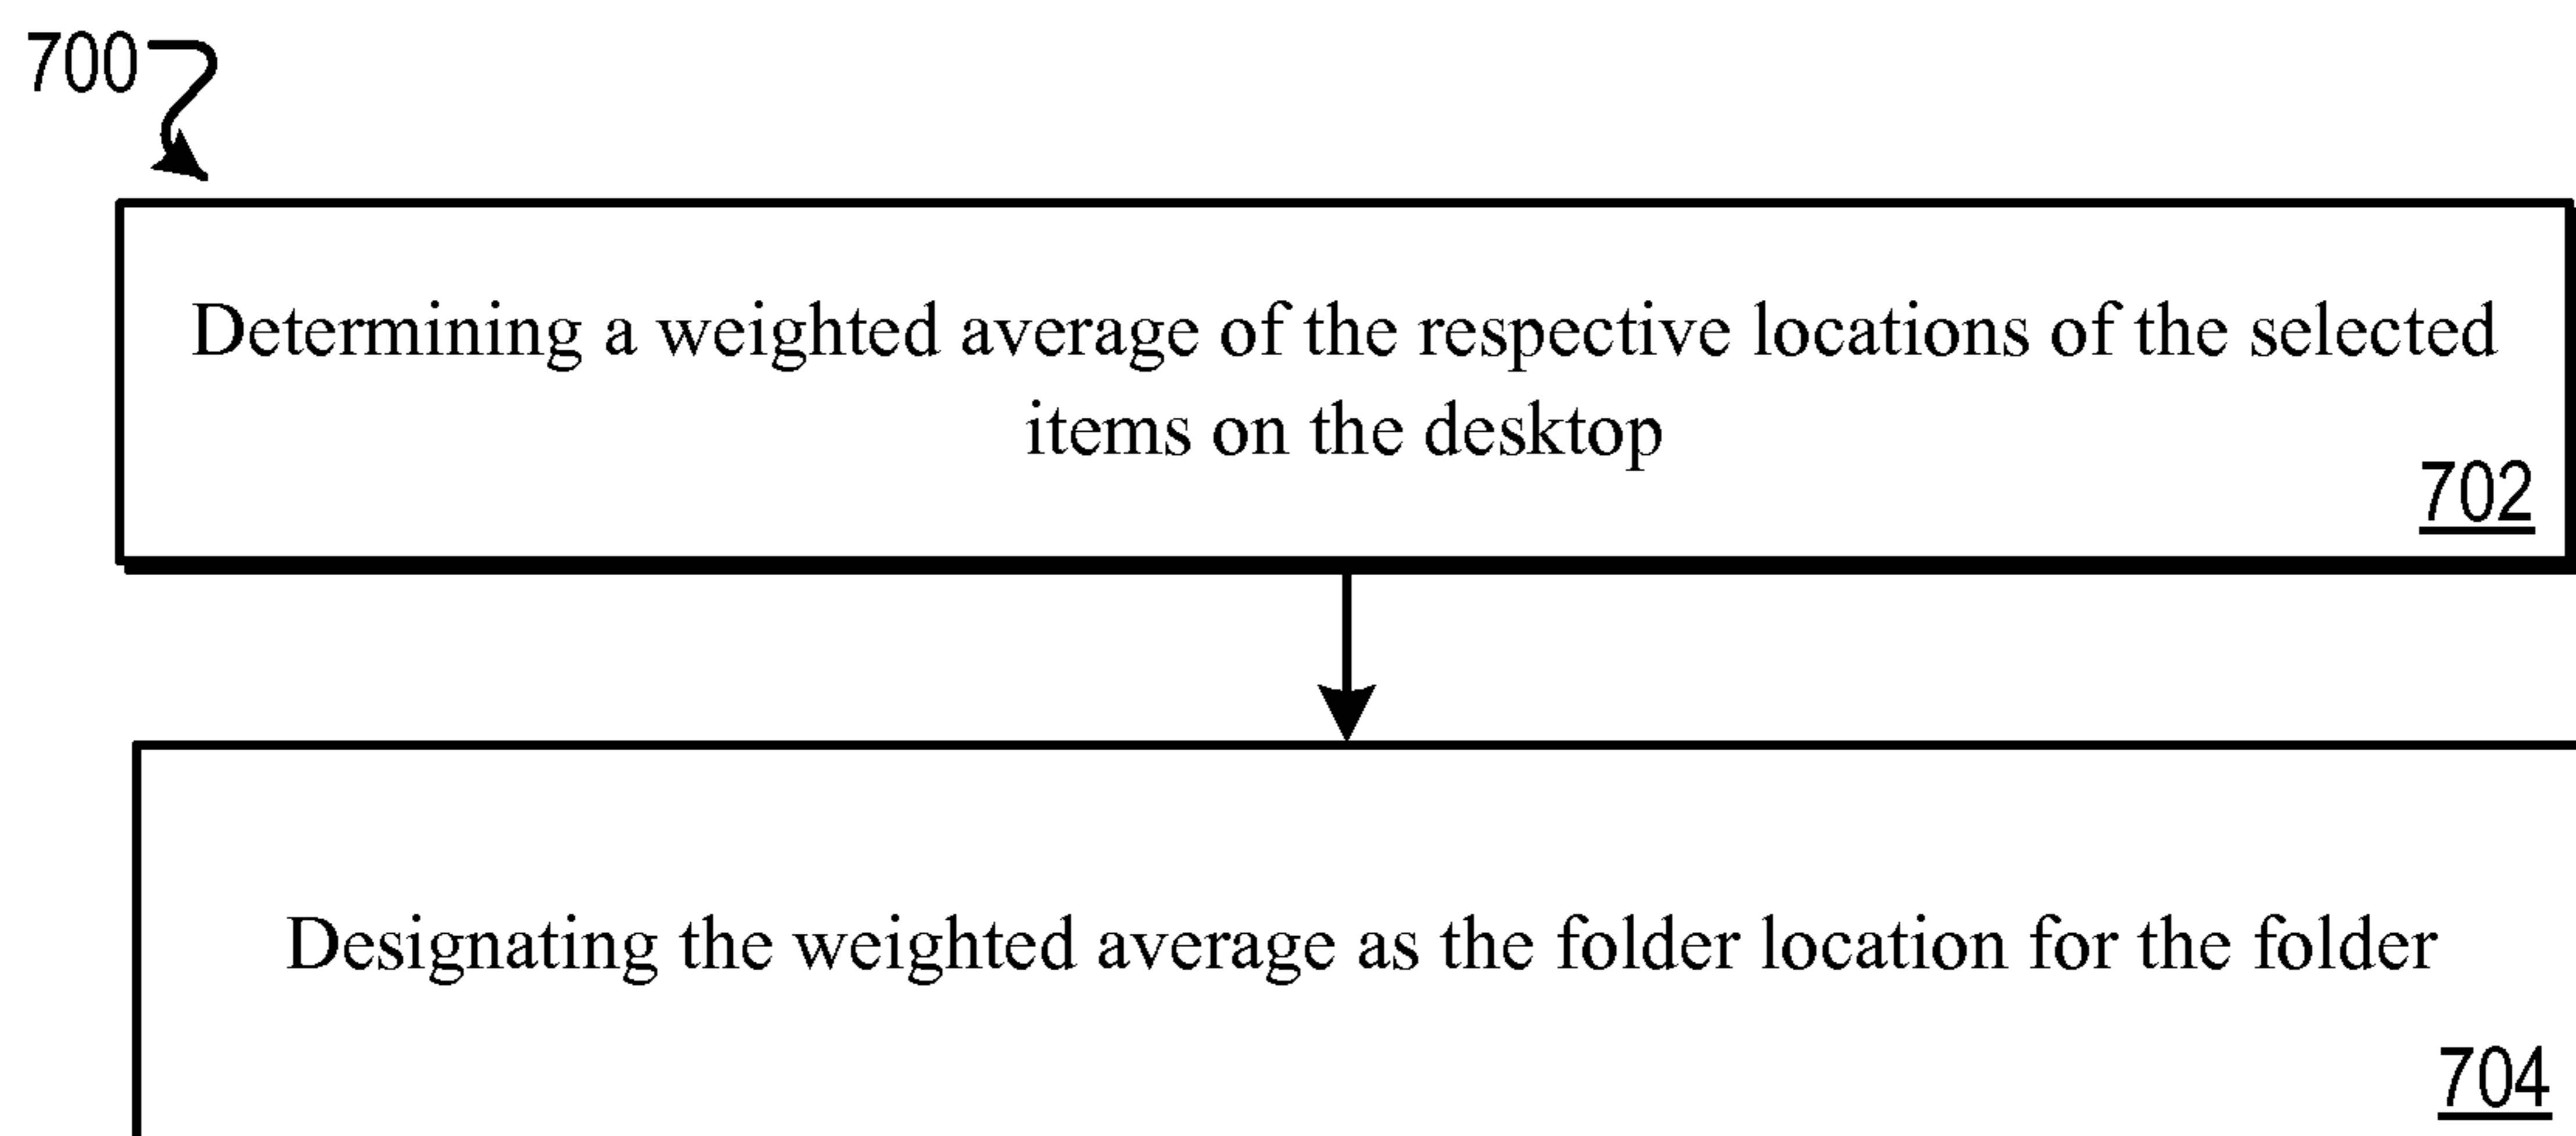 700
Determining a weighted average of the respective locations of the selected
items on the desktop
702
Designating the weighted average as the folder location for the folder
704